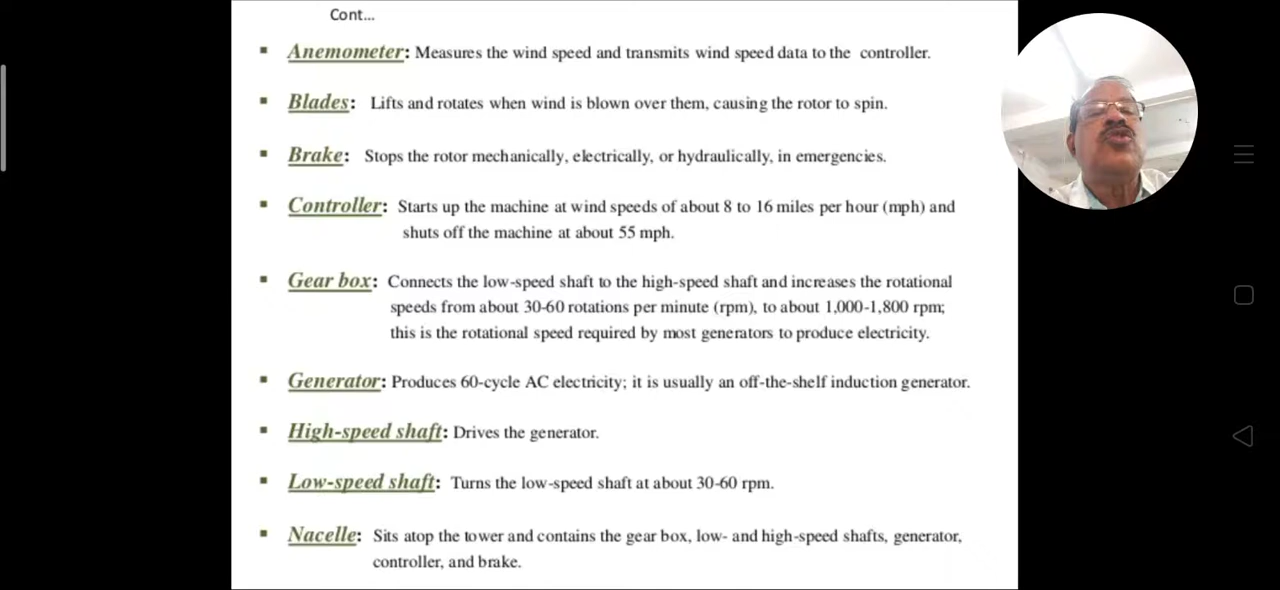 Cont...
▪ Anemometer: Measures the wind speed and transmits wind speed data to the controller.
▪ Blades: Lifts and rotates when wind is blown over them, causing the rotor to spin.
▪ Brake: Stops the rotor mechanically, electrically, or hydraulically, in emergencies.
▪ Controller: Starts up the machine at wind speeds of about 8 to 16 miles per hour (mph) and
shuts off the machine at about 55 mph.
▪ Gear box: Connects the low-speed shaft to the high-speed shaft and increases the rotational
speeds from about 30-60 rotations per minute (rpm), to about 1,000-1,800 rpm;
this is the rotational speed required by most generators to produce electricity.
▪ Generator: Produces 60-cycle AC electricity; it is usually an off-the-shelf induction generator.
▪ High-speed shaft: Drives the generator.
▪ Low-speed shaft: Turns the low-speed shaft at about 30-60 rpm.
▪ Nacelle: Sits atop the tower and contains the gear box, low- and high-speed shafts, generator,
controller, and brake.